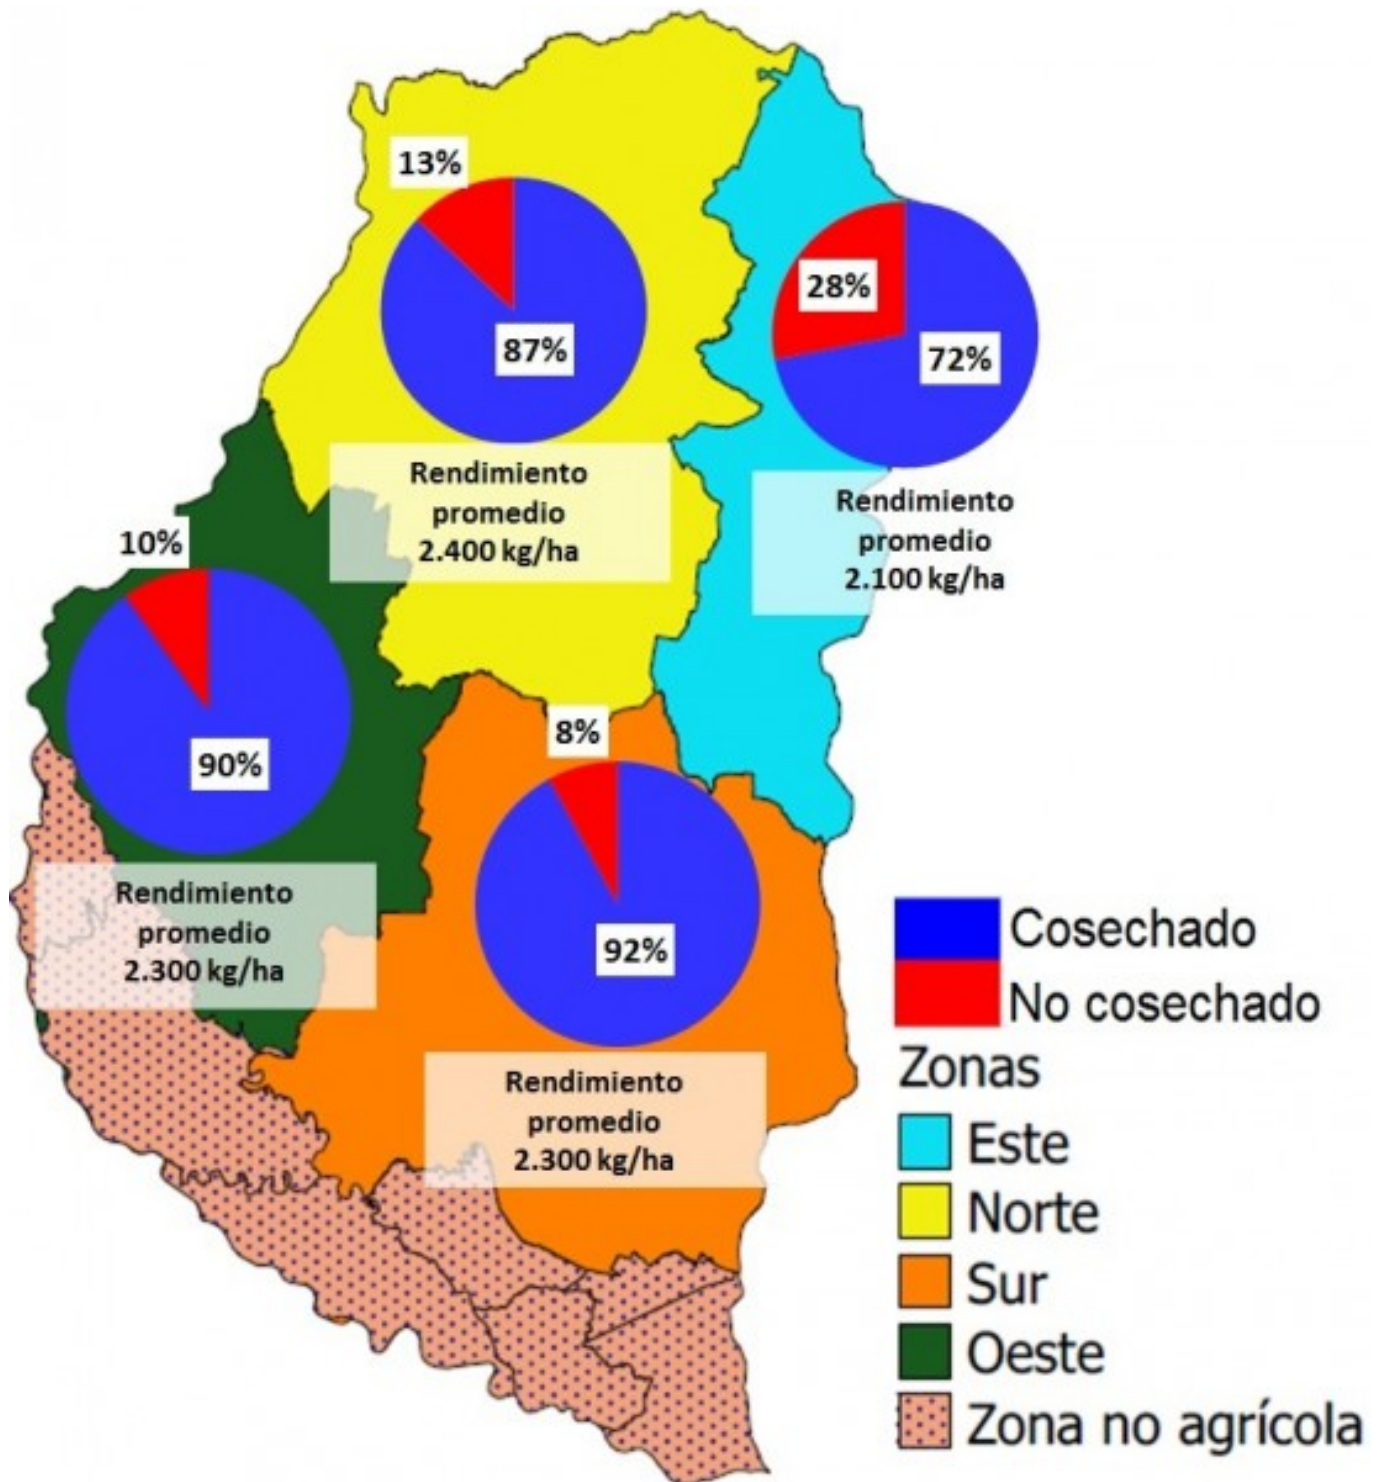 13%
87%
Rendimiento
promedio
2.400 kg/ha
28%
72%
Rendimiento
promedio
2.100 kg/ha
10%
90%
Rendimiento
promedio
2.300 kg/ha
8%
92%
Rendimiento
promedio
2.300 kg/ha
Cosechado
No cosechado
Zonas
Este
Norte
Sur
Oeste
Zona no agrícola